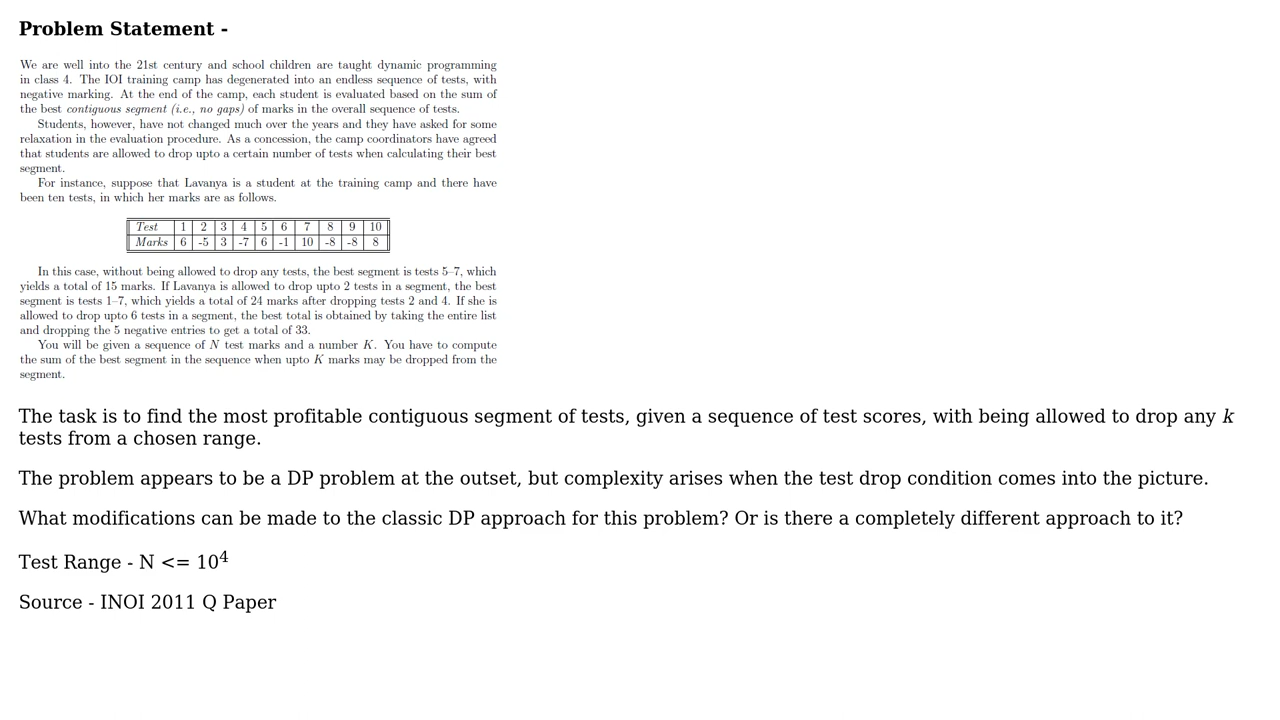 Problem Statement -
We are well into the 21st century and school children are taught dynamic programming
in class 4. The IOI training camp has degenerated into an endless sequence of tests, with
negative marking. At the end of the camp, each student is evaluated based on the sum of
the best contiguous segment (i.e., no gaps) of marks in the overall sequence of tests.
Students, however, have not changed much over the years and they have asked for some
relaxation in the evaluation procedure. As a concession, the camp coordinators have agreed
that students are allowed to drop upto a certain number of tests when calculating their best
segment.
For instance, suppose that Lavanya is a student at the training camp and there have
been ten tests, in which her marks are as follows.
Test 1 2 3 4 5 6 7 8 9 10
Marks 6 -5 3 -7 6 -1 10 -8 -8 8
In this case, without being allowed to drop any tests, the best segment is tests 5–7, which
yields a total of 15 marks. If Lavanya is allowed to drop upto 2 tests in a segment, the best
segment is tests 1–7, which yields a total of 24 marks after dropping tests 2 and 4. If she is
allowed to drop upto 6 tests in a segment, the best total is obtained by taking the entire list
and dropping the 5 negative entries to get a total of 33.
You will be given a sequence of N test marks and a number K. You have to compute
the sum of the best segment in the sequence when upto K marks may be dropped from the
segment.
The task is to find the most profitable contiguous segment of tests, given a sequence of test scores, with being allowed to drop any k
tests from a chosen range.
The problem appears to be a DP problem at the outset, but complexity arises when the test drop condition comes into the picture.
What modifications can be made to the classic DP approach for this problem? Or is there a completely different approach to it?
Test Range - N <= 10⁴
Source - INOI 2011 Q Paper